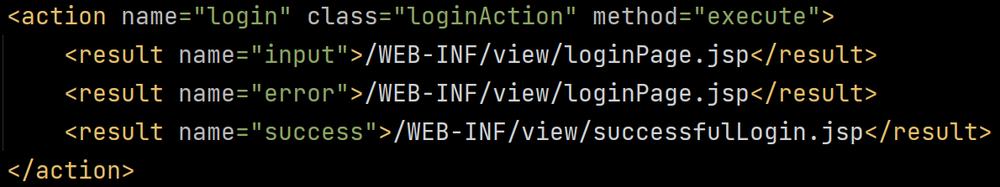 <action name="login" class="loginAction" method="execute">
<result name="input">/WEB-INF/view/loginPage.jsp</result>
<result name="error">/WEB-INF/view/loginPage.jsp</result>
<result name="success">/WEB-INF/view/successfulLogin.jsp</result>
</action>